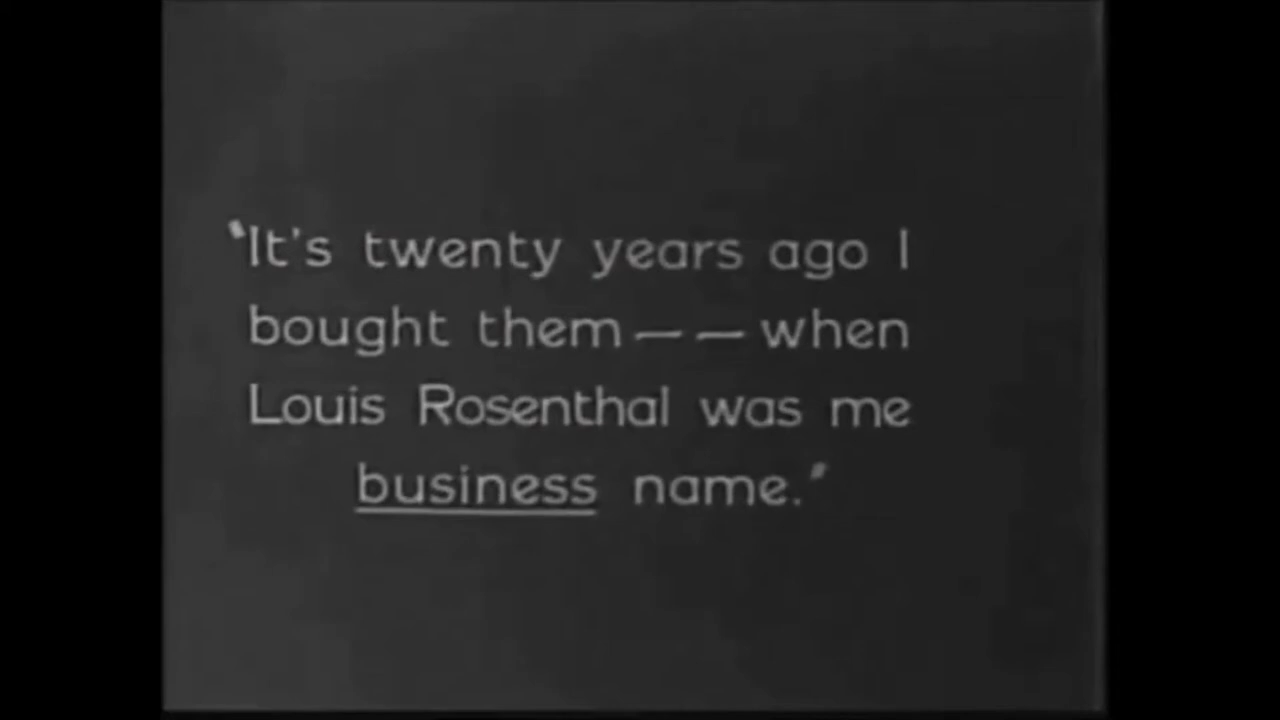 "It's twenty years ago I
bought them — — when
Louis Rosenthal was me
business name."